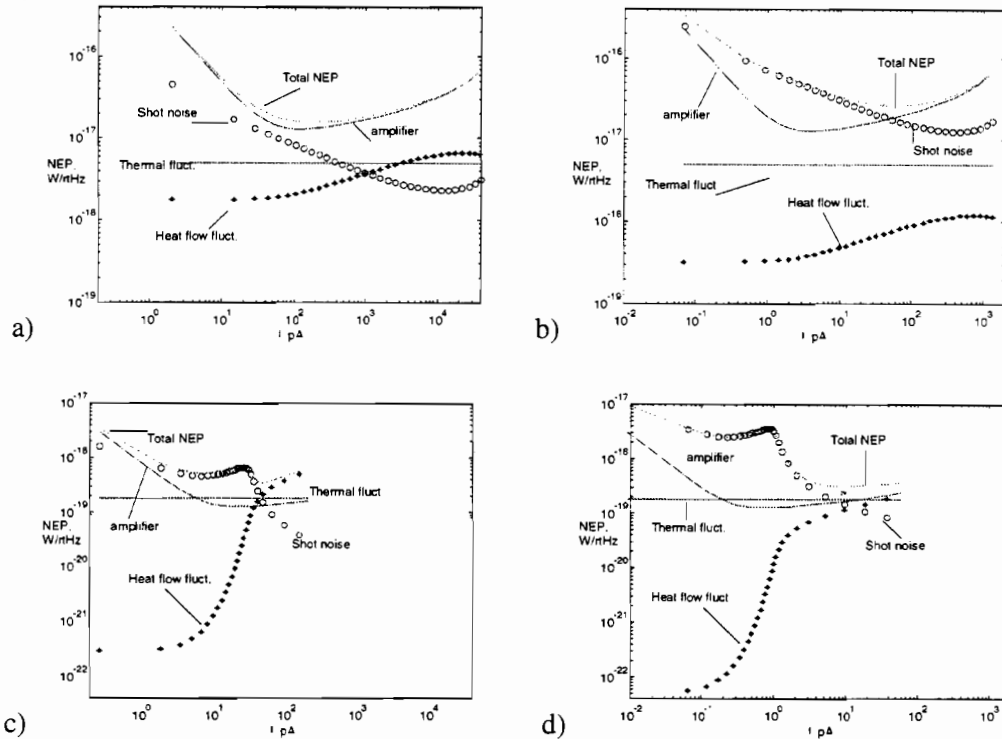 10⁻¹⁶
Total NEP
Shot noise
amplifier
10⁻¹⁷
NEP,
W/rtHz
Thermal fluct.
10⁻¹⁸
Heat flow fluct.
10⁻¹⁹
10⁰ 10¹ 10² 10³ 10⁴
I, pA
a)
10⁻¹⁶
Total NEP
amplifier
10⁻¹⁷
Shot noise
NEP,
W/rtHz
Thermal fluct
10⁻¹⁸
Heat flow fluct.
10⁻¹⁹
10⁻² 10⁻¹ 10⁰ 10¹ 10² 10³
I, pA
b)
10⁻¹⁷
Total NEP
10⁻¹⁸
Thermal fluct
amplifier
10⁻¹⁹
NEP,
W/rtHz
Shot noise
10⁻²⁰
Heat flow fluct.
10⁻²¹
10⁻²²
10⁰ 10¹ 10² 10³ 10⁴
I, pA
c)
10⁻¹⁷
amplifier
Total NEP
10⁻¹⁸
10⁻¹⁹
NEP,
W/rtHz
Thermal fluct.
Shot noise
10⁻²⁰
Heat flow fluct
10⁻²¹
10⁻²²
10⁻² 10⁻¹ 10⁰ 10¹ 10² 10³
I, pA
d)